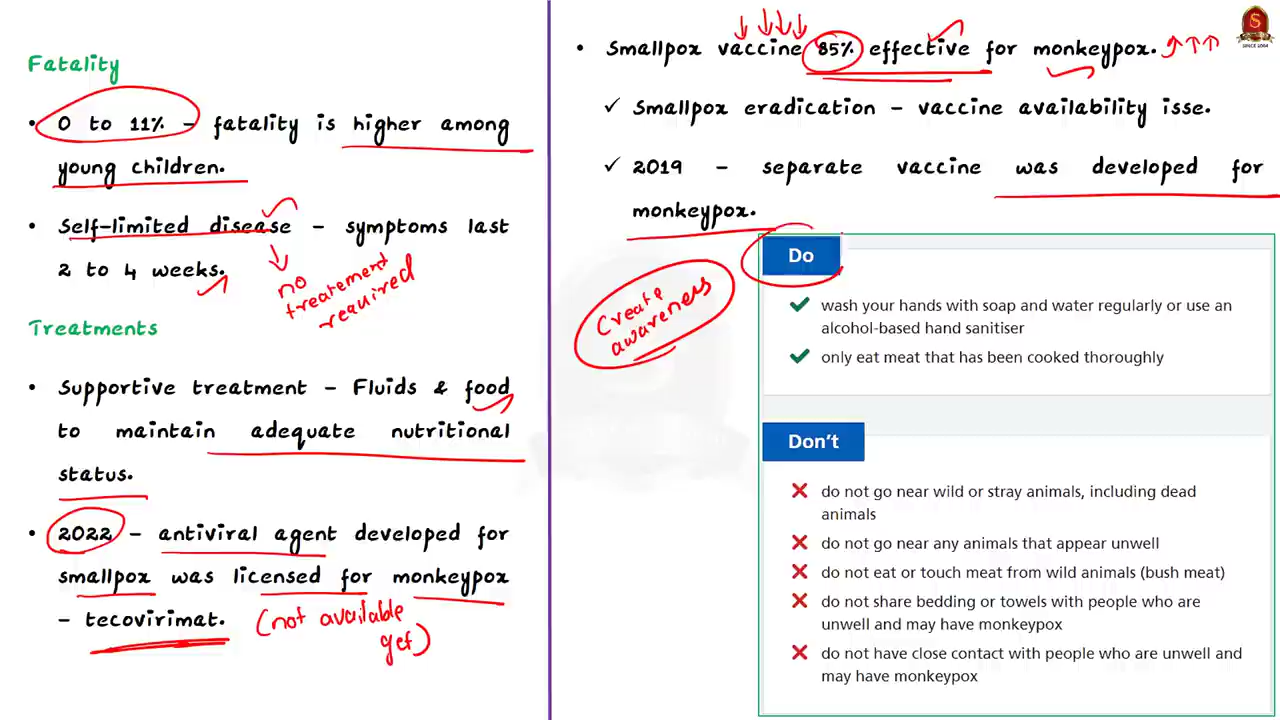 Fatality
• 0 to 11% – fatality is higher among
young children.
• Self-limited disease – symptoms last
2 to 4 weeks.
no
treatement
required
Treatments
• Supportive treatment – Fluids & food
to maintain adequate nutritional
status.
• 2022 – antiviral agent developed for
smallpox was licensed for monkeypox
– tecovirimat.
(not available
yet)
• Smallpox vaccine 85% effective for monkeypox.
✓ Smallpox eradication – vaccine availability isse.
✓ 2019 – separate vaccine was developed for
monkeypox.
Create
awareness
Do
✔ wash your hands with soap and water regularly or use an
alcohol-based hand sanitiser
✔ only eat meat that has been cooked thoroughly
Don't
✘ do not go near wild or stray animals, including dead
animals
✘ do not go near any animals that appear unwell
✘ do not eat or touch meat from wild animals (bush meat)
✘ do not share bedding or towels with people who are
unwell and may have monkeypox
✘ do not have close contact with people who are unwell and
may have monkeypox
S
SINCE 2004